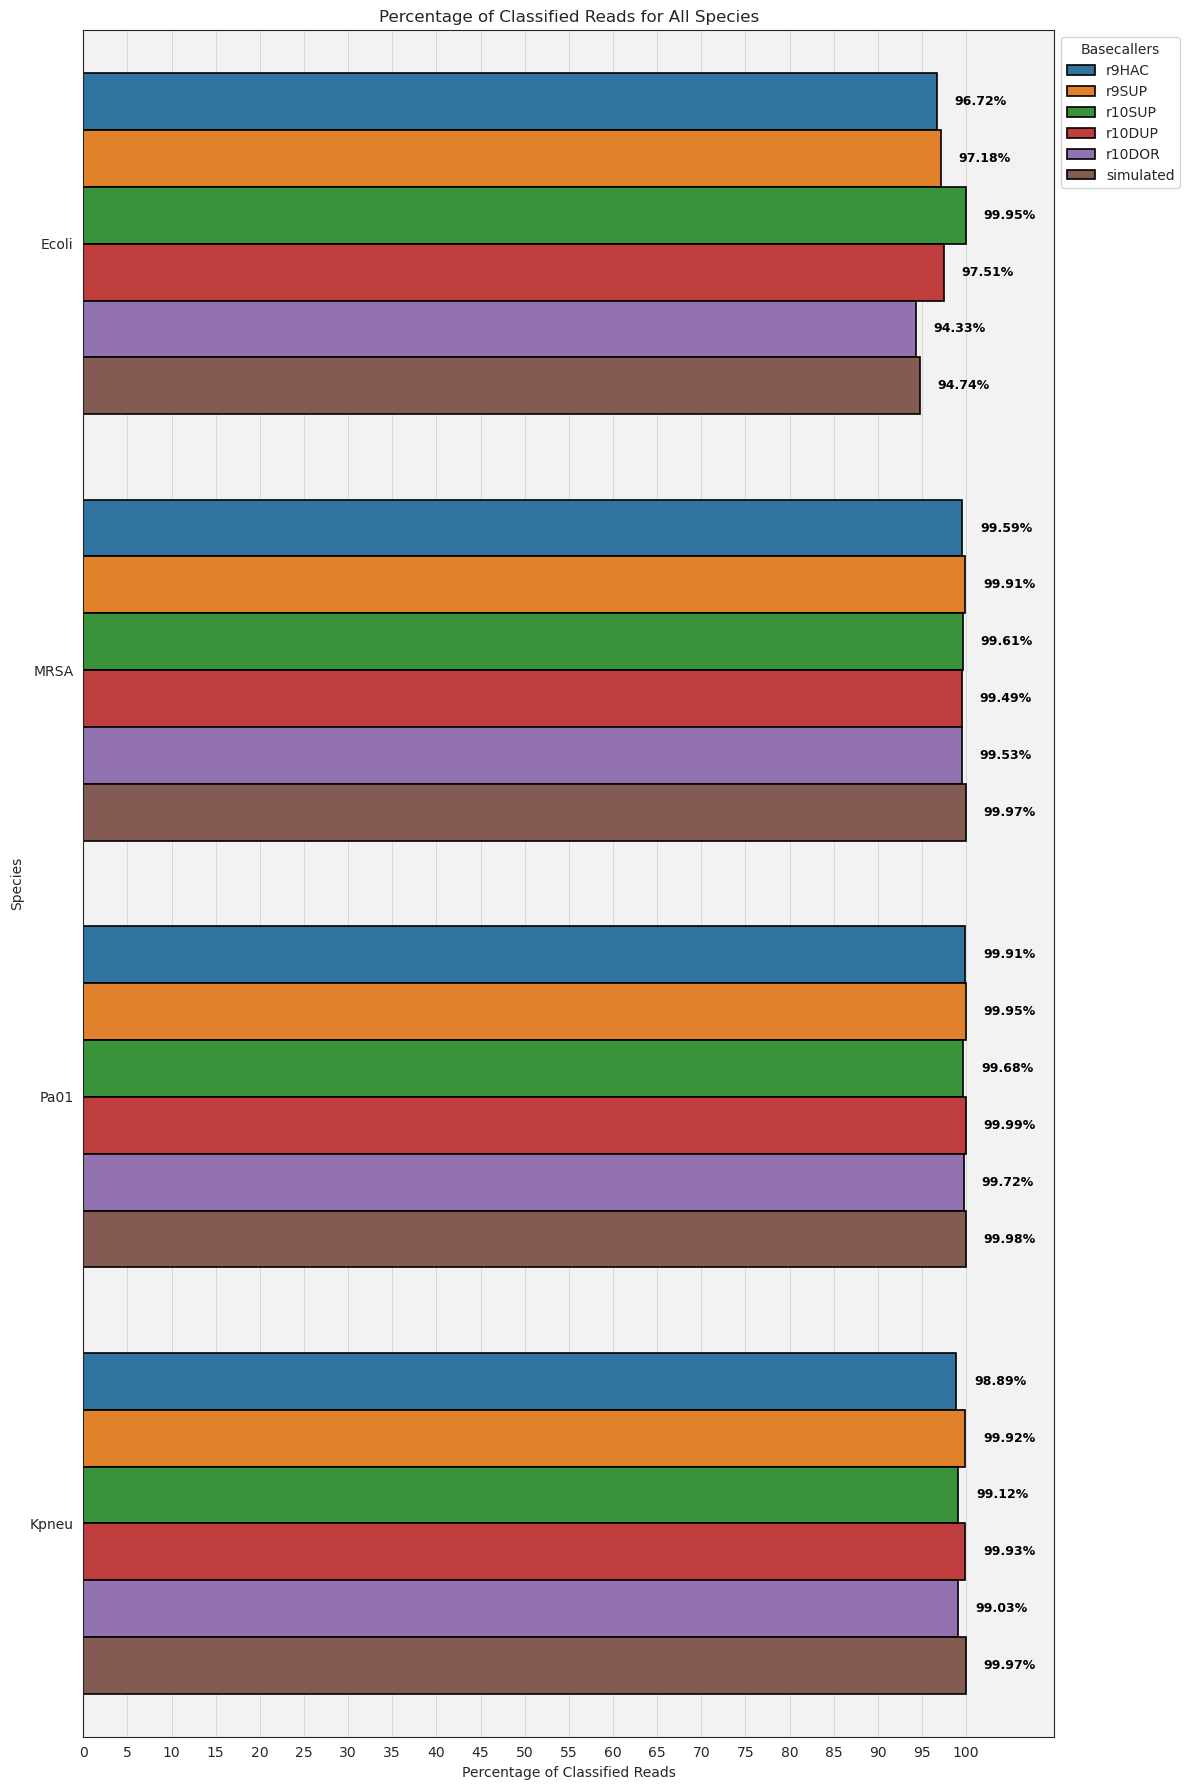 Percentage of Classified Reads for All Species
Basecallers
r9HAC
r9SUP
r10SUP
r10DUP
r10DOR
simulated
Species
Ecoli
96.72%
97.18%
99.95%
97.51%
94.33%
94.74%
MRSA
99.59%
99.91%
99.61%
99.49%
99.53%
99.97%
Pa01
99.91%
99.95%
99.68%
99.99%
99.72%
99.98%
Kpneu
98.89%
99.92%
99.12%
99.93%
99.03%
99.97%
0 5 10 15 20 25 30 35 40 45 50 55 60 65 70 75 80 85 90 95 100
Percentage of Classified Reads